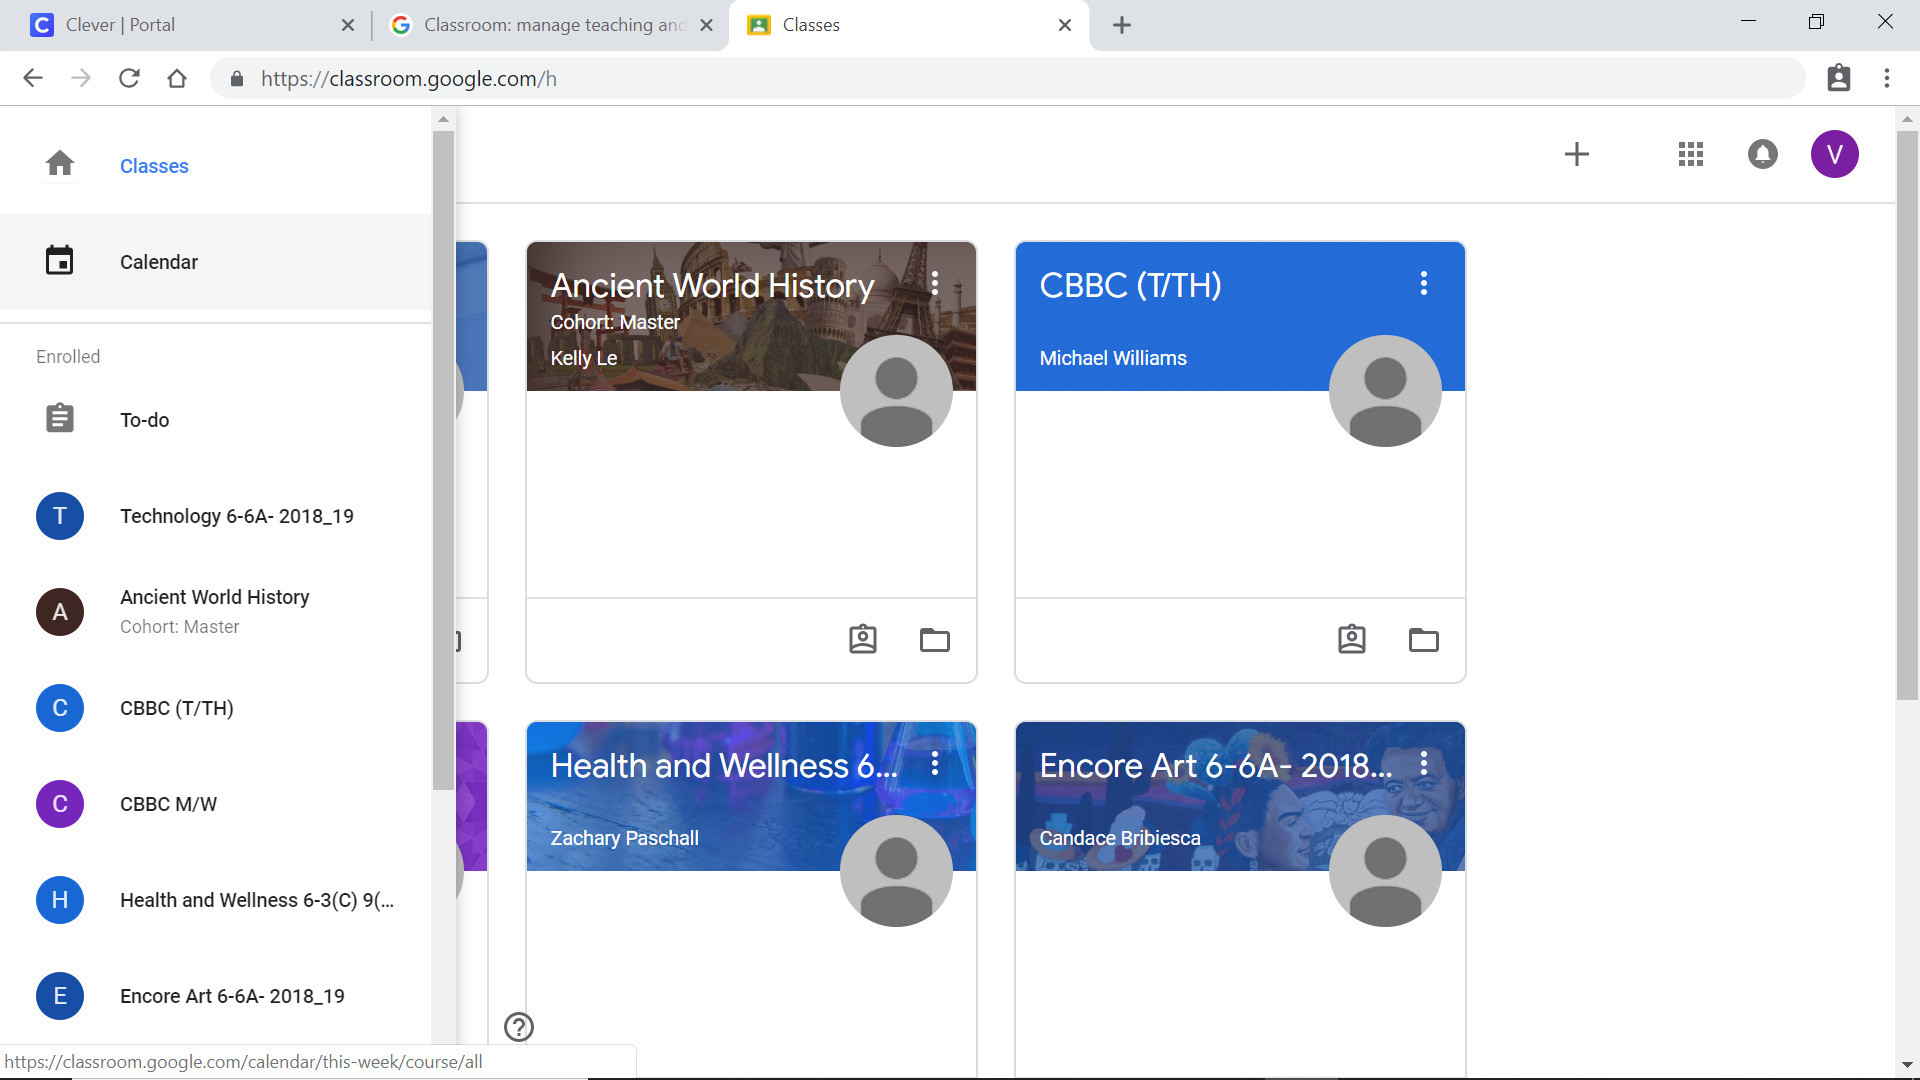 Clever | Portal
Classroom: manage teaching and
Classes
https://classroom.google.com/h
Classes
Calendar
Enrolled
To-do
T
Technology 6-6A- 2018_19
A
Ancient World History
Cohort: Master
C
CBBC (T/TH)
C
CBBC M/W
H
Health and Wellness 6-3(C) 9(...
E
Encore Art 6-6A- 2018_19
V
Ancient World History
Cohort: Master
Kelly Le
CBBC (T/TH)
Michael Williams
Health and Wellness 6...
Zachary Paschall
Encore Art 6-6A- 2018...
Candace Bribiesca
https://classroom.google.com/calendar/this-week/course/all